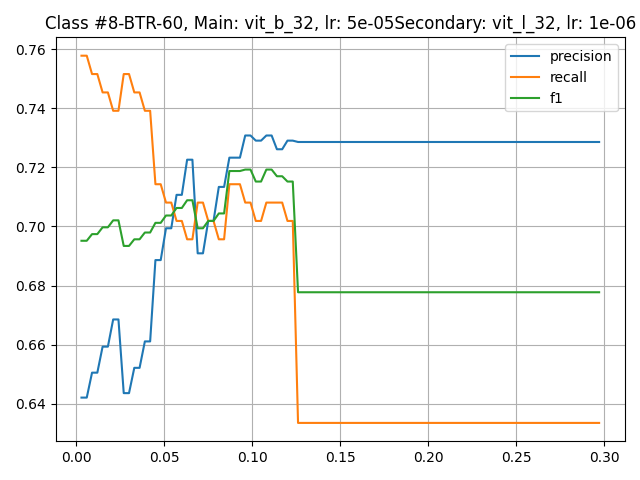 Class #8-BTR-60, Main: vit_b_32, lr: 5e-05Secondary: vit_l_32, lr: 1e-06
precision
recall
f1
0.76
0.74
0.72
0.70
0.68
0.66
0.64
0.00 0.05 0.10 0.15 0.20 0.25 0.30